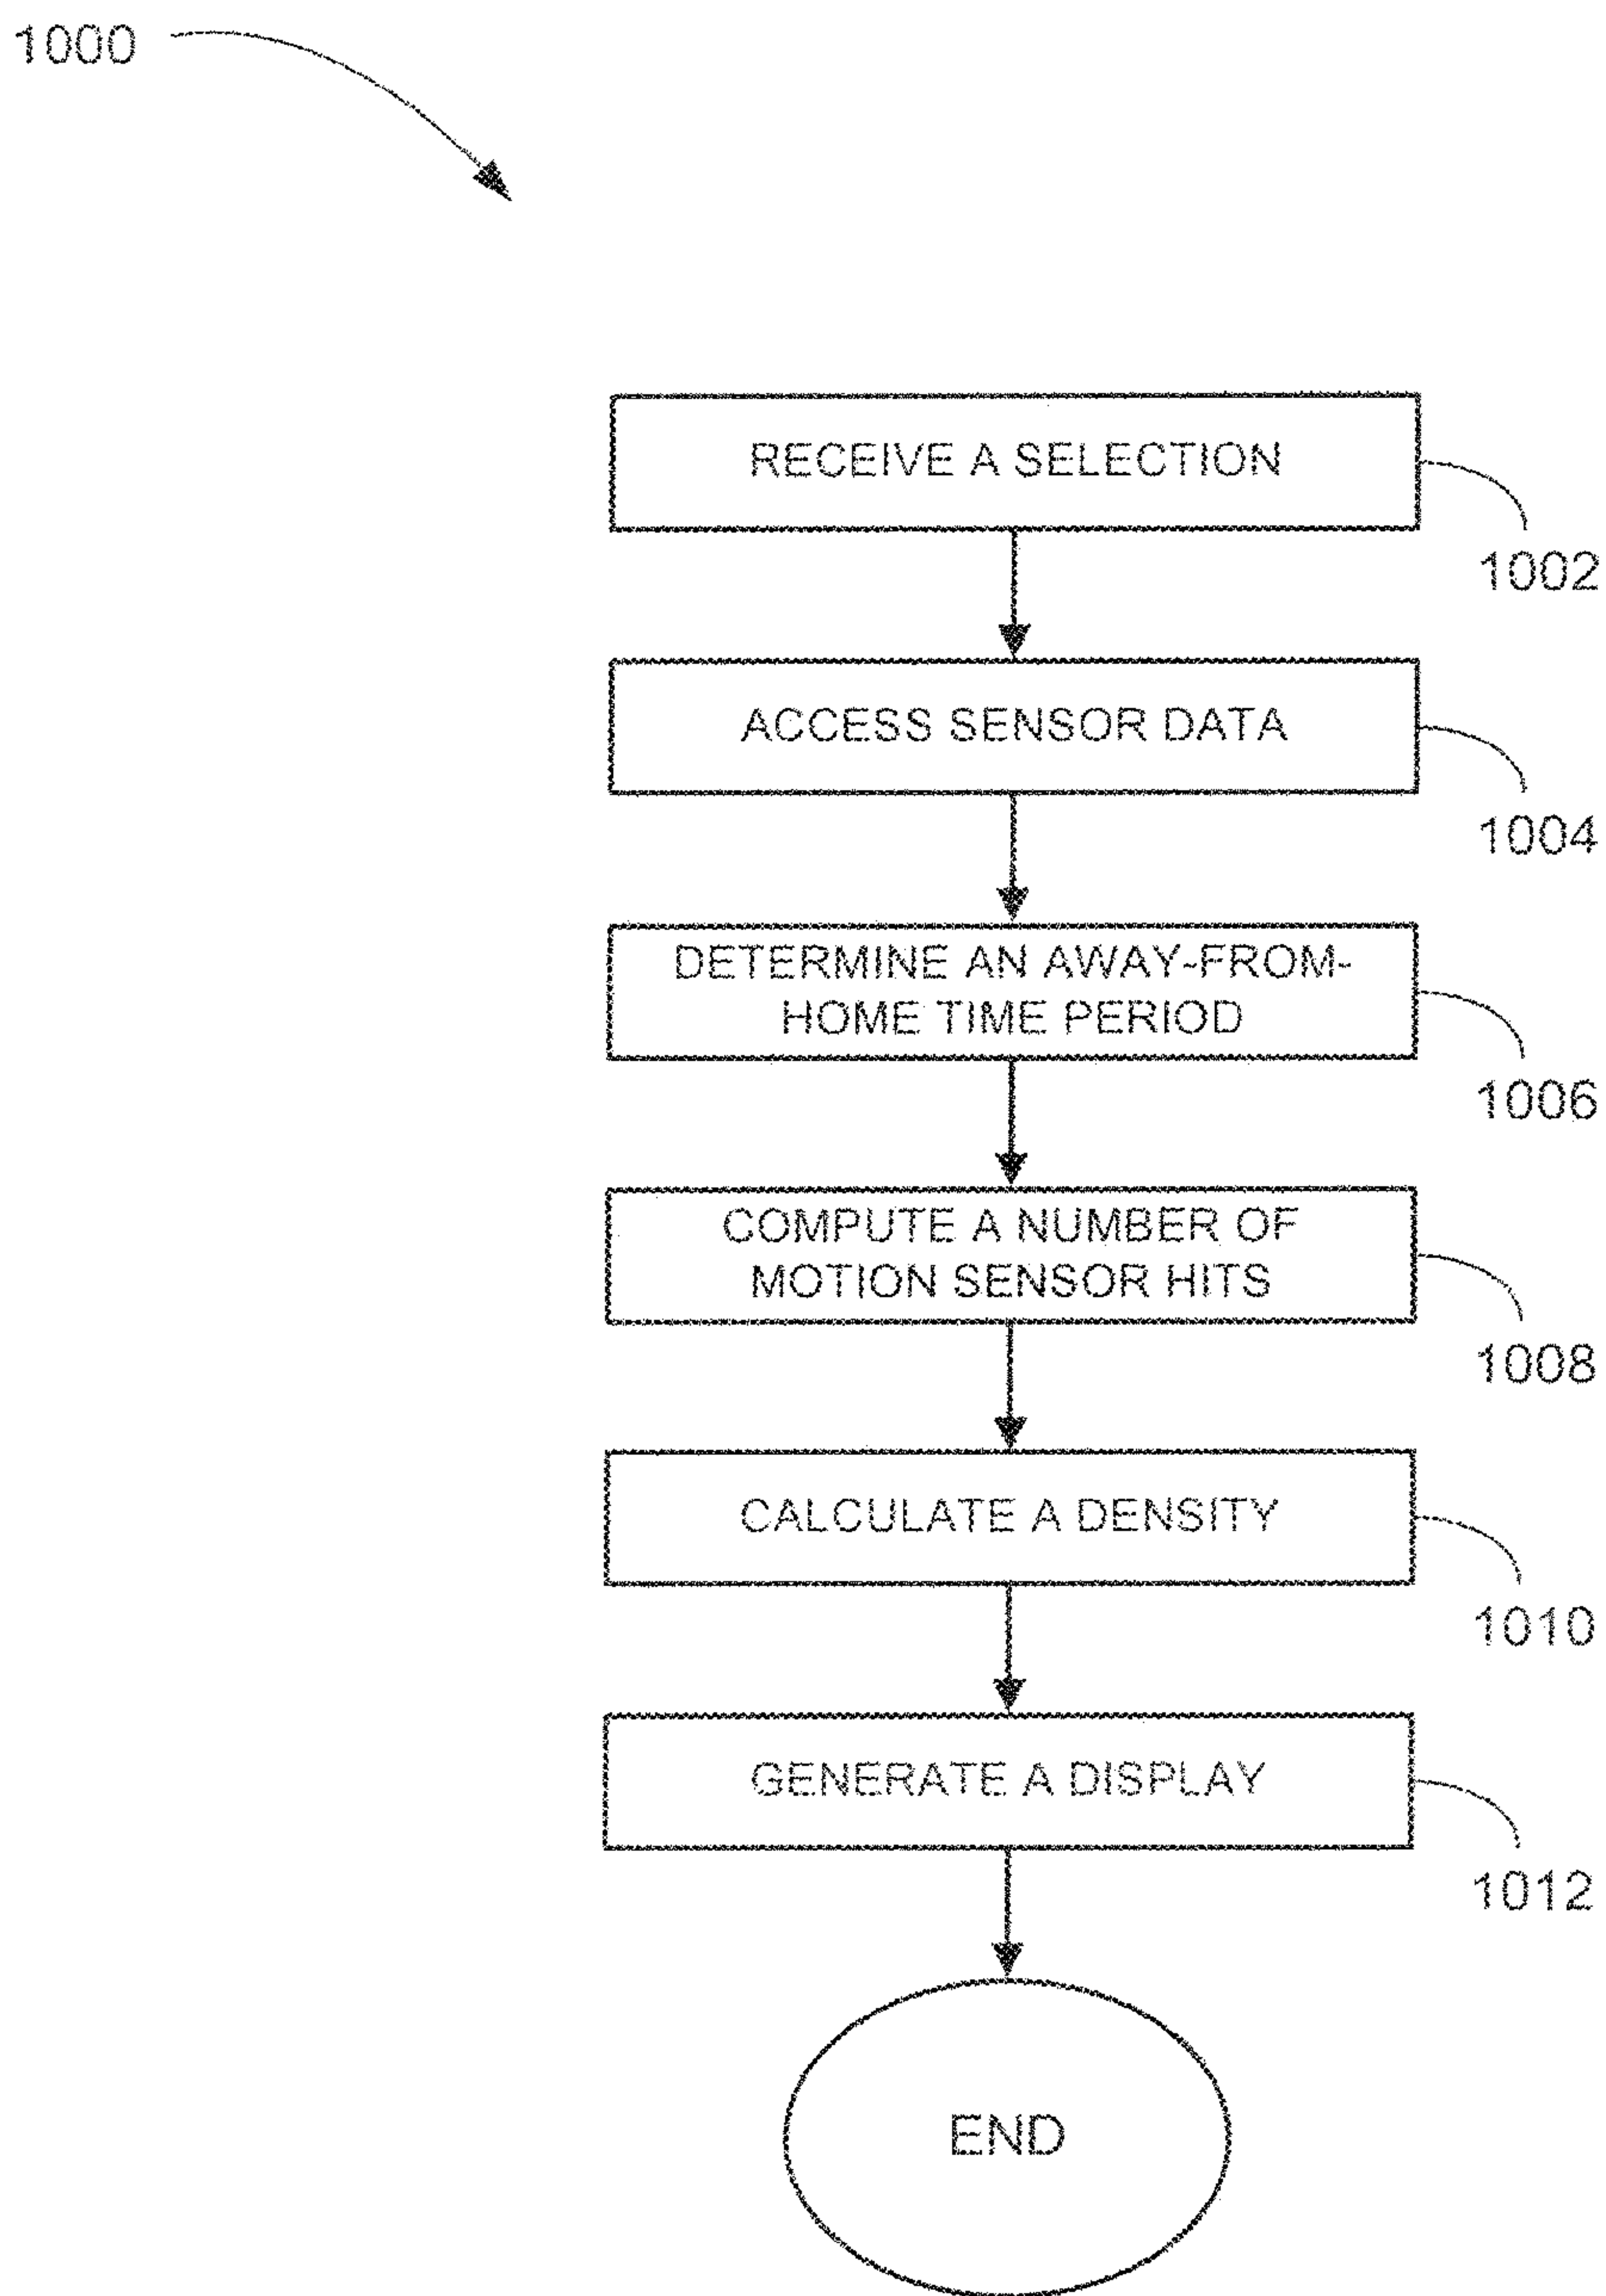 1000
RECEIVE A SELECTION
1002
ACCESS SENSOR DATA
1004
DETERMINE AN AWAY-FROM-
HOME TIME PERIOD
1006
COMPUTE A NUMBER OF
MOTION SENSOR HITS
1008
CALCULATE A DENSITY
1010
GENERATE A DISPLAY
1012
END